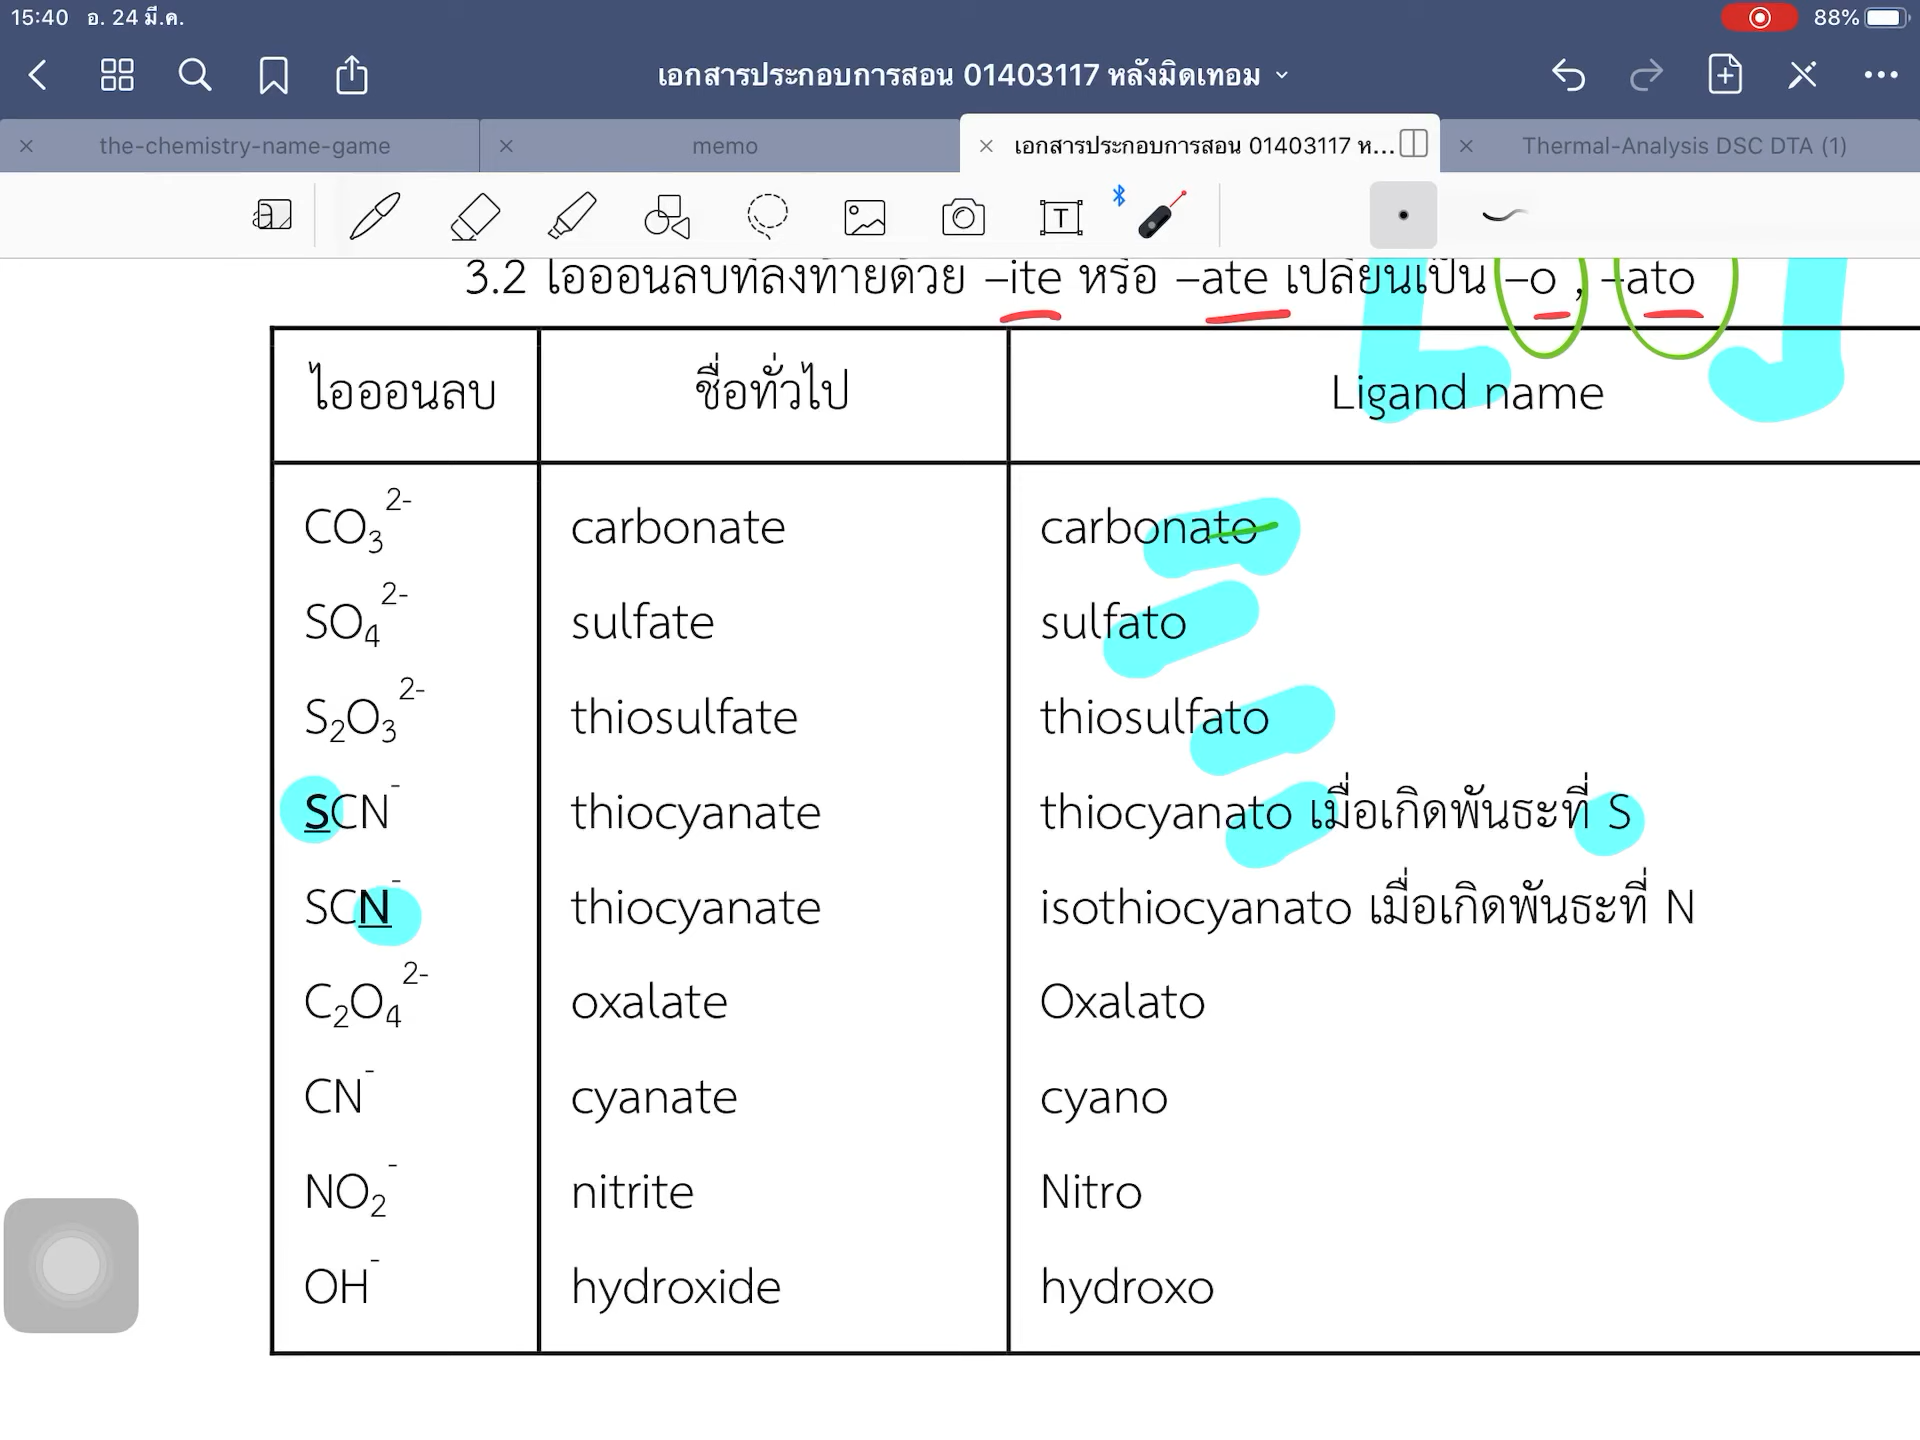 15:40 อ. 24 มี.ค. 88%
เอกสารประกอบการสอน 01403117 หลังมิดเทอม
the-chemistry-name-game memo เอกสารประกอบการสอน 01403117 ห... Thermal-Analysis DSC DTA (1)
3.2 ไอออนลบที่ลงท้ายด้วย –ite หรือ –ate เปลี่ยนเป็น –o , –ato
ไอออนลบ ชื่อทั่วไป Ligand name
CO₃²⁻ carbonate carbonato
SO₄²⁻ sulfate sulfato
S₂O₃²⁻ thiosulfate thiosulfato
SCN⁻ thiocyanate thiocyanato เมื่อเกิดพันธะที่ S
SCN⁻ thiocyanate isothiocyanato เมื่อเกิดพันธะที่ N
C₂O₄²⁻ oxalate Oxalato
CN⁻ cyanate cyano
NO₂⁻ nitrite Nitro
OH⁻ hydroxide hydroxo